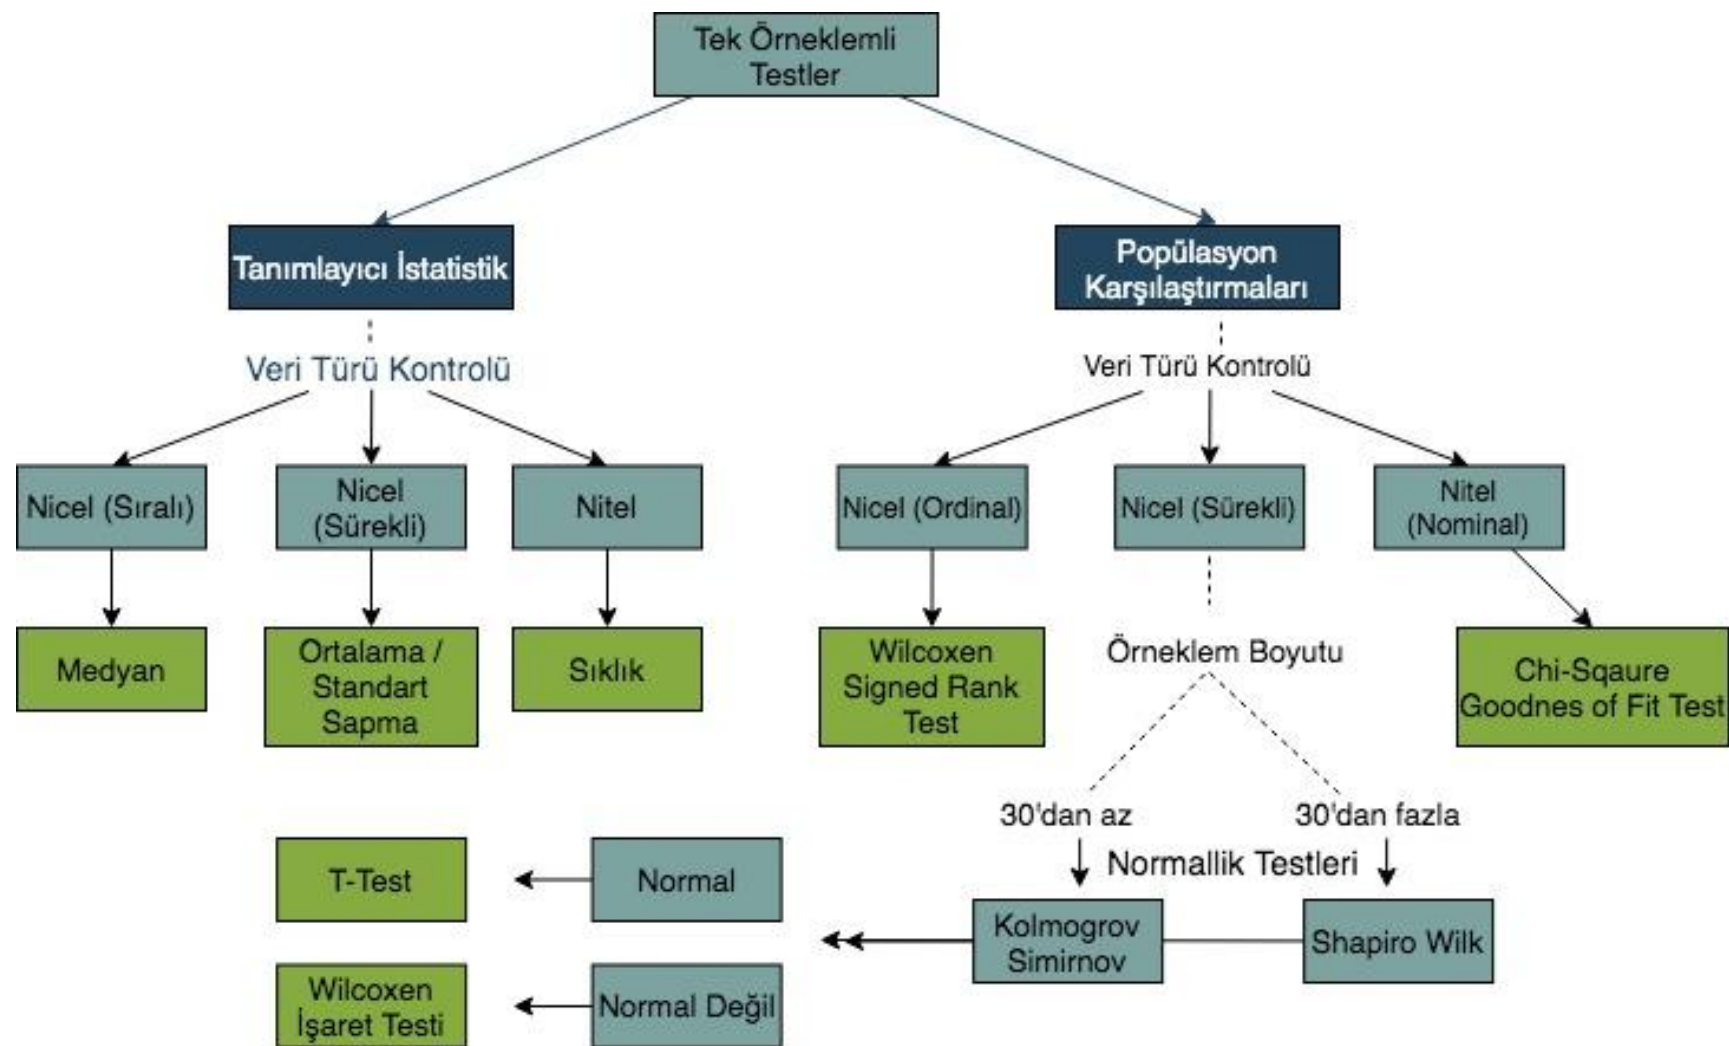 Tek Örneklemli
Testler
Tanımlayıcı İstatistik
Popülasyon
Karşılaştırmaları
Veri Türü Kontrolü
Veri Türü Kontrolü
Nicel (Sıralı)
Nicel
(Sürekli)
Nitel
Nicel (Ordinal)
Nicel (Sürekli)
Nitel
(Nominal)
Medyan
Ortalama /
Standart
Sapma
Sıklık
Wilcoxen
Signed Rank
Test
Örneklem Boyutu
Chi-Sqaure
Goodnes of Fit Test
30'dan az
30'dan fazla
Normallik Testleri
T-Test
Normal
Kolmogrov
Simirnov
Shapiro Wilk
Wilcoxen
İşaret Testi
Normal Değil